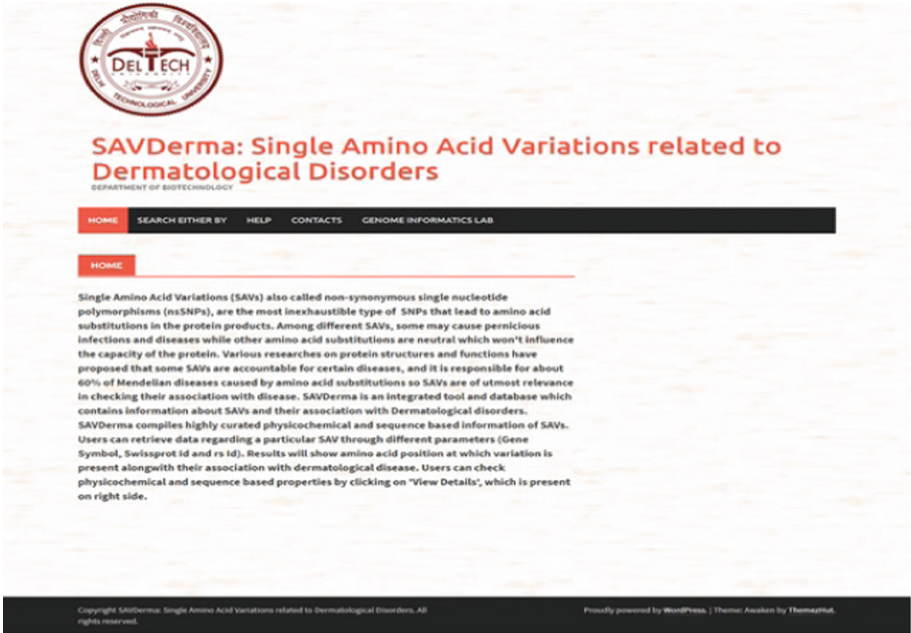 दिल्ली प्रौद्योगिकी विश्वविद्यालय
DELTECH
UNIVERSITY
DELHI TECHNOLOGICAL UNIVERSITY
SAVDerma: Single Amino Acid Variations related to
Dermatological Disorders
DEPARTMENT OF BIOTECHNOLOGY
HOME SEARCH EITHER BY HELP CONTACTS GENOME INFORMATICS LAB
HOME
Single Amino Acid Variations (SAVs) also called non-synonymous single nucleotide
polymorphisms (nsSNPs), are the most inexhaustible type of SNPs that lead to amino acid
substitutions in the protein products. Among different SAVs, some may cause pernicious
infections and diseases while other amino acid substitutions are neutral which won't influence
the capacity of the protein. Various researches on protein structures and functions have
proposed that some SAVs are accountable for certain diseases, and it is responsible for about
60% of Mendelian diseases caused by amino acid substitutions so SAVs are of utmost relevance
in checking their association with disease. SAVDerma is an integrated tool and database which
contains information about SAVs and their association with Dermatological disorders.
SAVDerma compiles highly curated physicochemical and sequence based information of SAVs.
Users can retrieve data regarding a particular SAV through different parameters (Gene
Symbol, Swissprot Id and rs Id). Results will show amino acid position at which variation is
present alongwith their association with dermatological disease. Users can check
physicochemical and sequence based properties by clicking on "View Details", which is present
on right side.
Copyright SAVDerma: Single Amino Acid Variations related to Dermatological Disorders. All
rights reserved.
Proudly powered by WordPress. | Theme: Awaken by ThemezHut.